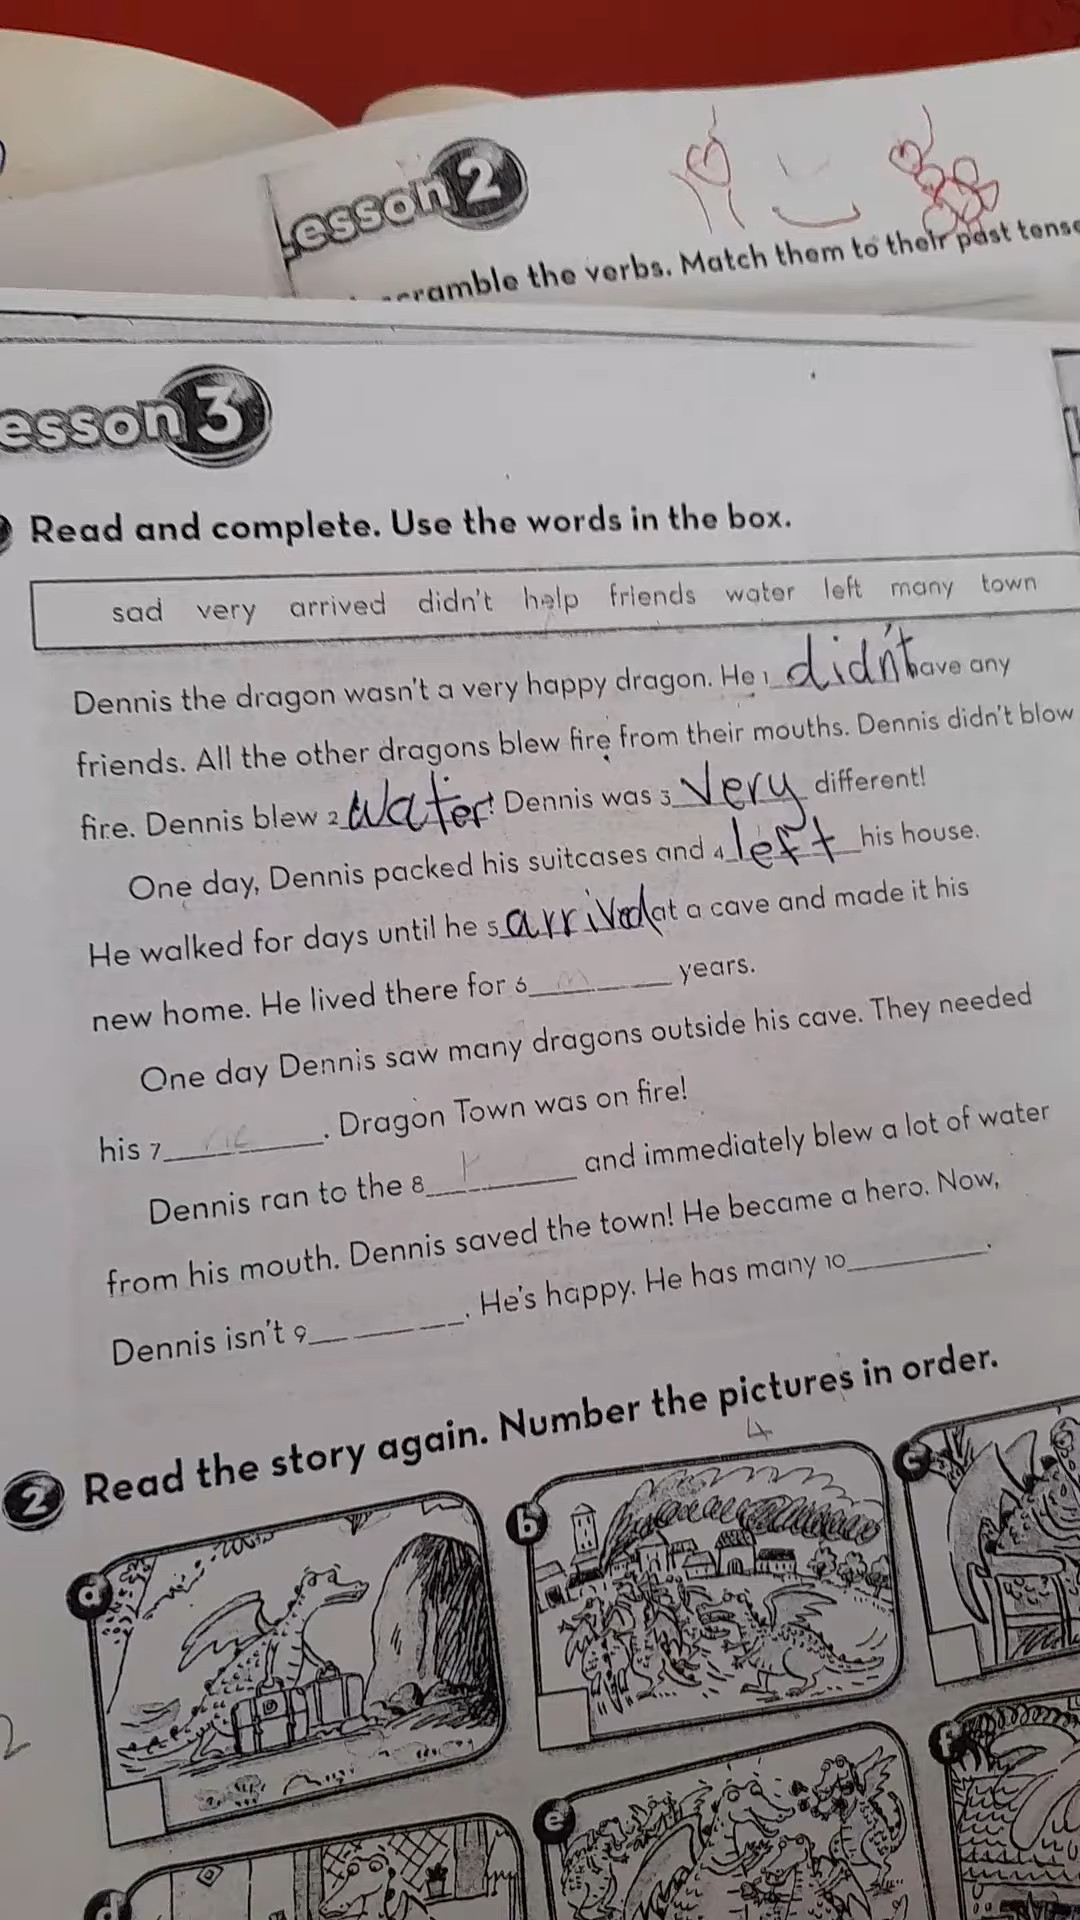 Lesson 2
scramble the verbs. Match them to their past tense
esson 3
Read and complete. Use the words in the box.
sad very arrived didn't help friends water left many town
Dennis the dragon wasn't a very happy dragon. He 1 didn't have any
friends. All the other dragons blew fire from their mouths. Dennis didn't blow
fire. Dennis blew 2 water! Dennis was 3 very different!
One day, Dennis packed his suitcases and 4 left his house.
He walked for days until he 5 arrived at a cave and made it his
new home. He lived there for 6 m years.
One day Dennis saw many dragons outside his cave. They needed
his 7 . Dragon Town was on fire!
Dennis ran to the 8 and immediately blew a lot of water
from his mouth. Dennis saved the town! He became a hero. Now,
Dennis isn't 9 . He's happy. He has many 10 .
2 Read the story again. Number the pictures in order.
4
a
b
c
2
d
e
f